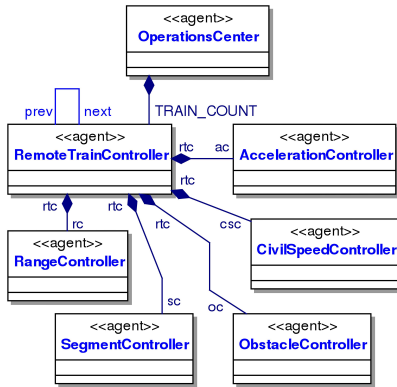 <<agent>>
OperationsCenter
TRAIN_COUNT
prev next
<<agent>>
RemoteTrainController
rtc ac
<<agent>>
AccelerationController
rtc
rtc rtc rtc csc
rc
<<agent>>
RangeController
<<agent>>
CivilSpeedController
sc oc
<<agent>>
SegmentController
<<agent>>
ObstacleController